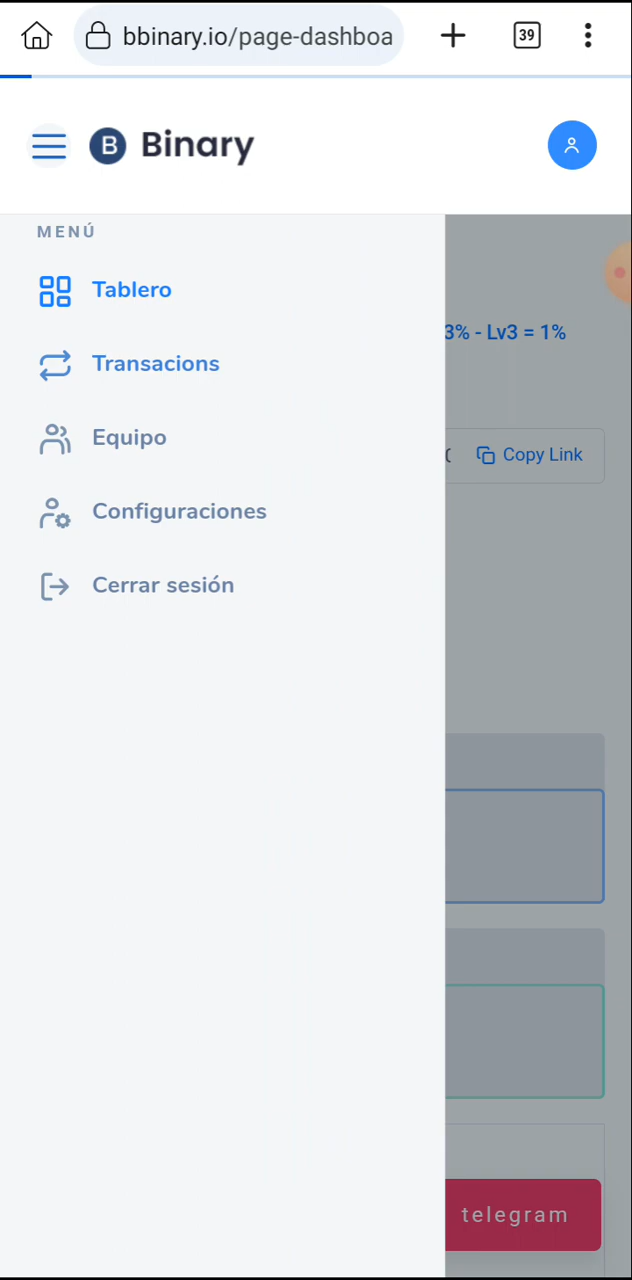 bbinary.io/page-dashboa
39
B Binary
MENÚ
Tablero
3% - Lv3 = 1%
Transacions
Equipo
Copy Link
Configuraciones
Cerrar sesión
telegram